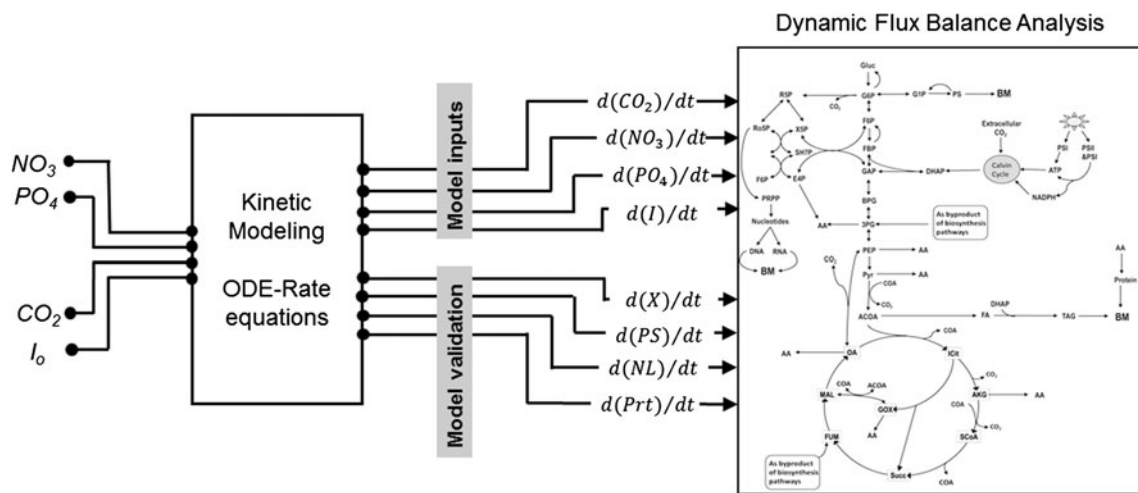 Dynamic Flux Balance Analysis
NO₃
PO₄
CO₂
Iₒ
Kinetic
Modeling
ODE-Rate
equations
Model inputs
Model validation
d(CO₂)/dt
d(NO₃)/dt
d(PO₄)/dt
d(I)/dt
d(X)/dt
d(PS)/dt
d(NL)/dt
d(Prt)/dt
Gluc
R5P
CO₂
G6P
G1P
PS
BM
Ro5P
X5P
F6P
Extracellular
CO₂
SH7P
FBP
PSI
PSII
&PSI
F6P
E4P
GAP
DHAP
Calvin
Cycle
ATP
NADPH
PRPP
BPG
Nucleotides
AA
3PG
As byproduct
of biosynthesis
pathways
DNA
RNA
BM
PEP
AA
AA
CO₂
Pyr
AA
COA
CO₂
Protein
DHAP
ACOA
FA
TAG
BM
COA
AA
OA
ICit
CO₂
COA
ACOA
MAL
GOX
AKG
AA
COA
CO₂
AA
FUM
SCoA
As byproduct
of biosynthesis
pathways
Succ
COA